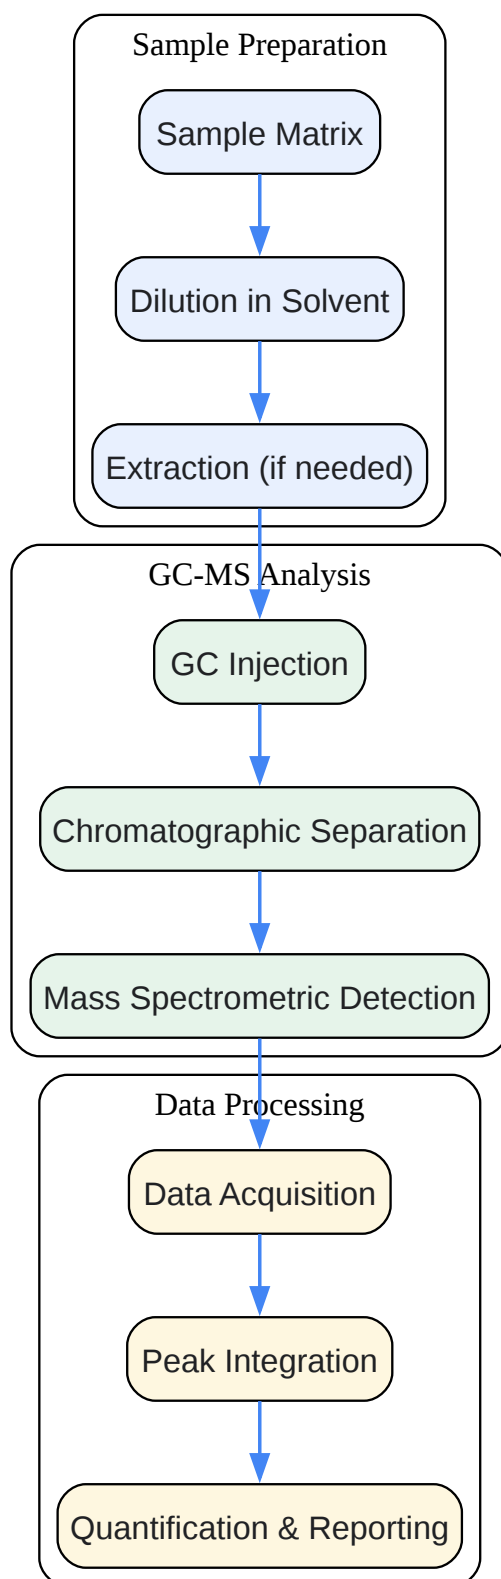 Sample Preparation
Sample Matrix
Dilution in Solvent
Extraction (if needed)
GC-MS Analysis
GC Injection
Chromatographic Separation
Mass Spectrometric Detection
Data Processing
Data Acquisition
Peak Integration
Quantification & Reporting